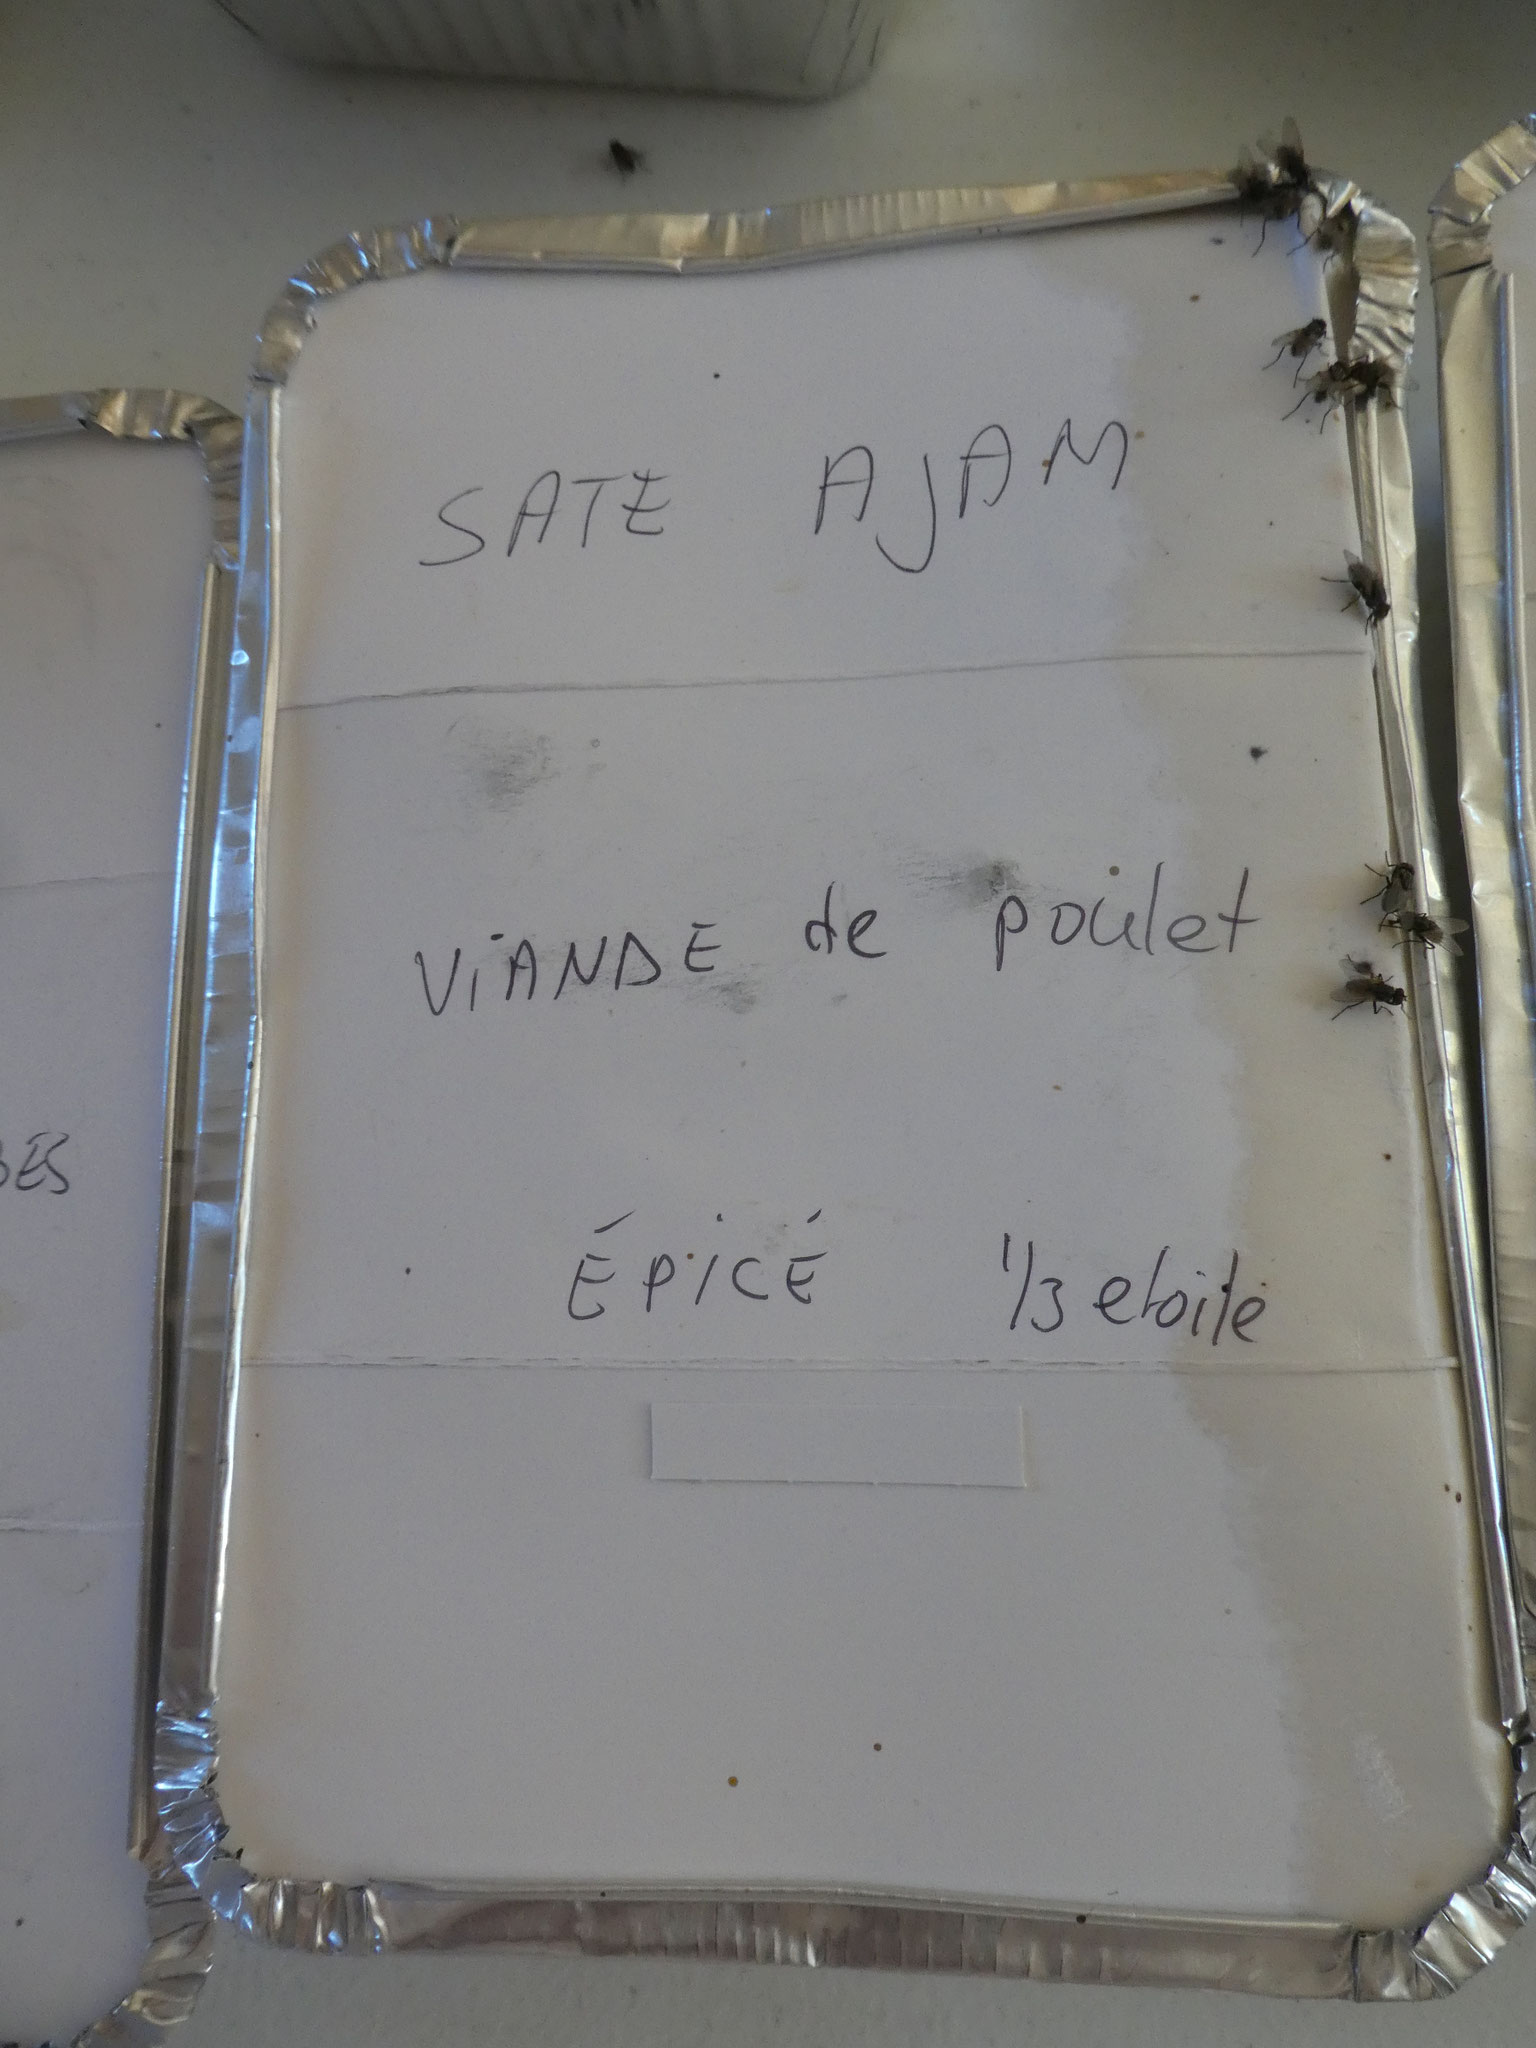 SATE AJAM
VIANDE de poulet
ÉPICÉ 1/3 etoile